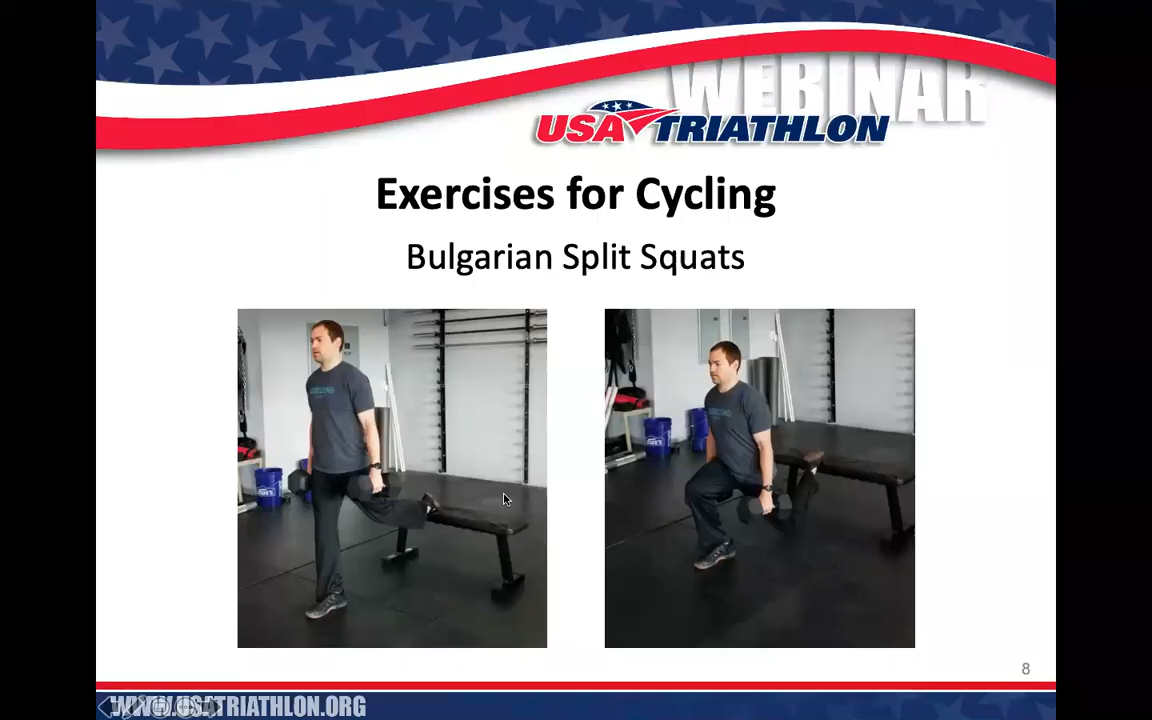 WEBINAR
USA TRIATHLON
Exercises for Cycling
Bulgarian Split Squats
8
WWW.USATRIATHLON.ORG